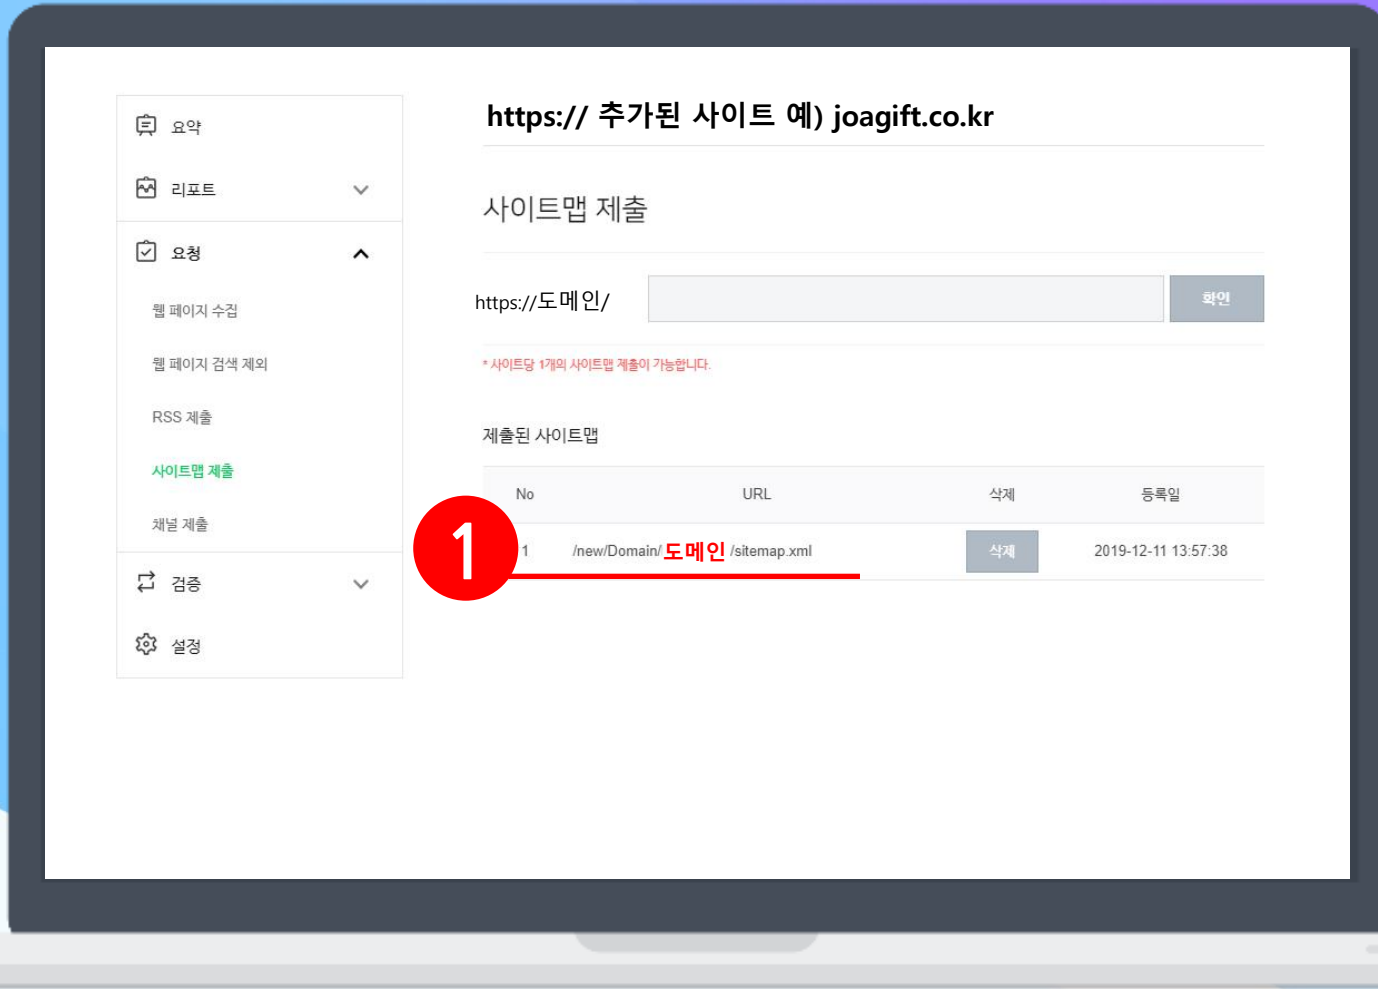 요약
리포트
요청
웹 페이지 수집
웹 페이지 검색 제외
RSS 제출
사이트맵 제출
채널 제출
검증
설정
https:// 추가된 사이트 예) joagift.co.kr
사이트맵 제출
https://도메인/ 확인
* 사이트당 1개의 사이트맵 제출이 가능합니다.
제출된 사이트맵
No URL 삭제 등록일
1
1 /new/Domain/ 도메인 /sitemap.xml 삭제 2019-12-11 13:57:38